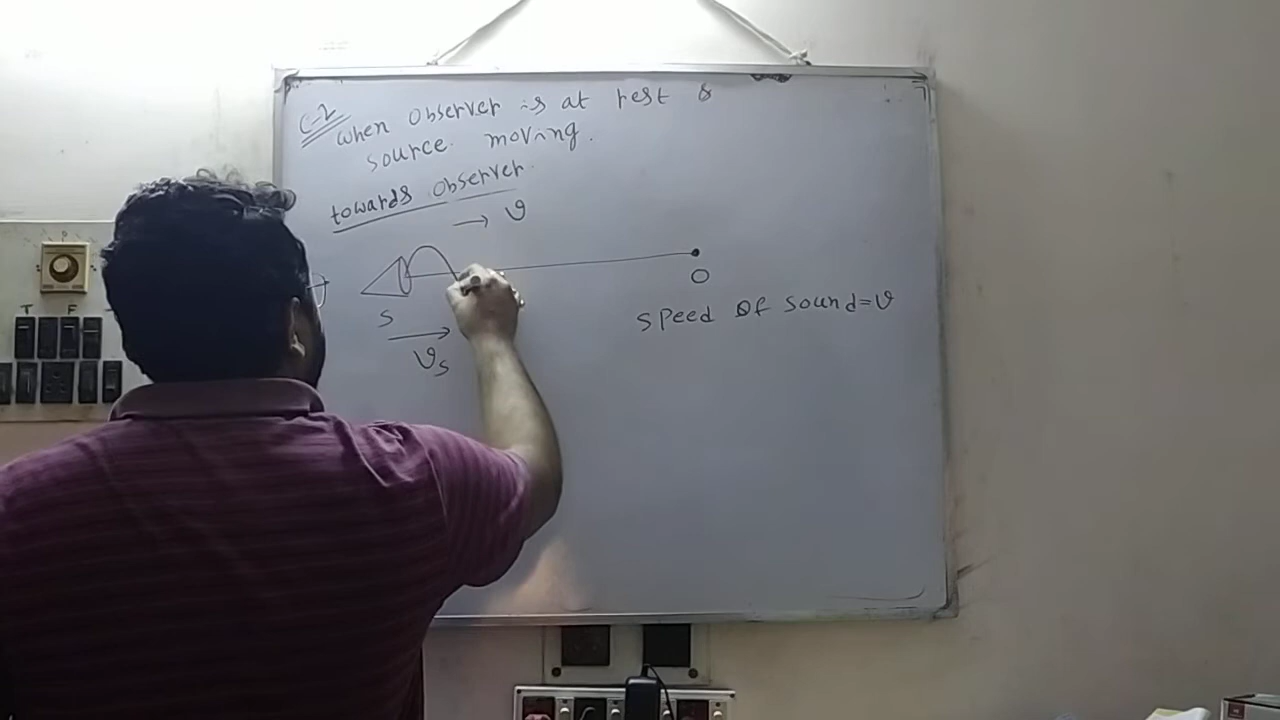 C-2
when observer is at rest &
source moving.
towards observer.
→ v
S
O
speed of sound = v
→
vs
T F